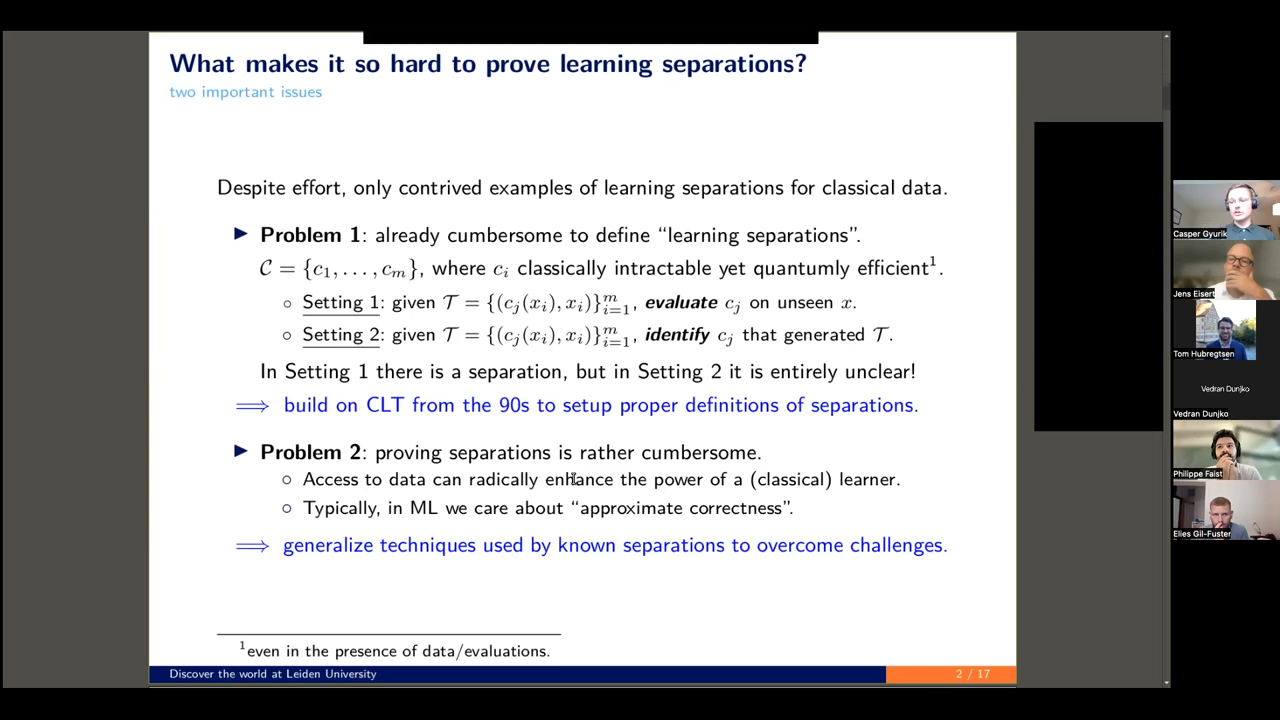 What makes it so hard to prove learning separations?
two important issues
Despite effort, only contrived examples of learning separations for classical data.
▶ Problem 1: already cumbersome to define “learning separations”.
𝒞 = {c₁, . . . , cₘ}, where cᵢ classically intractable yet quantumly efficient¹.
○ Setting 1: given 𝒯 = {(cⱼ(xᵢ), xᵢ)}ᵢ₌₁ᵐ, evaluate cⱼ on unseen x.
○ Setting 2: given 𝒯 = {(cⱼ(xᵢ), xᵢ)}ᵢ₌₁ᵐ, identify cⱼ that generated 𝒯.
In Setting 1 there is a separation, but in Setting 2 it is entirely unclear!
⟹ build on CLT from the 90s to setup proper definitions of separations.
▶ Problem 2: proving separations is rather cumbersome.
○ Access to data can radically enhance the power of a (classical) learner.
○ Typically, in ML we care about “approximate correctness”.
⟹ generalize techniques used by known separations to overcome challenges.
¹even in the presence of data/evaluations.
Discover the world at Leiden University
2 / 17
Casper Gyurik
Jens Eisert
Tom Hubregtsen
Vedran Dunjko
Vedran Dunjko
Philippe Faist
Elies Gil-Fuster